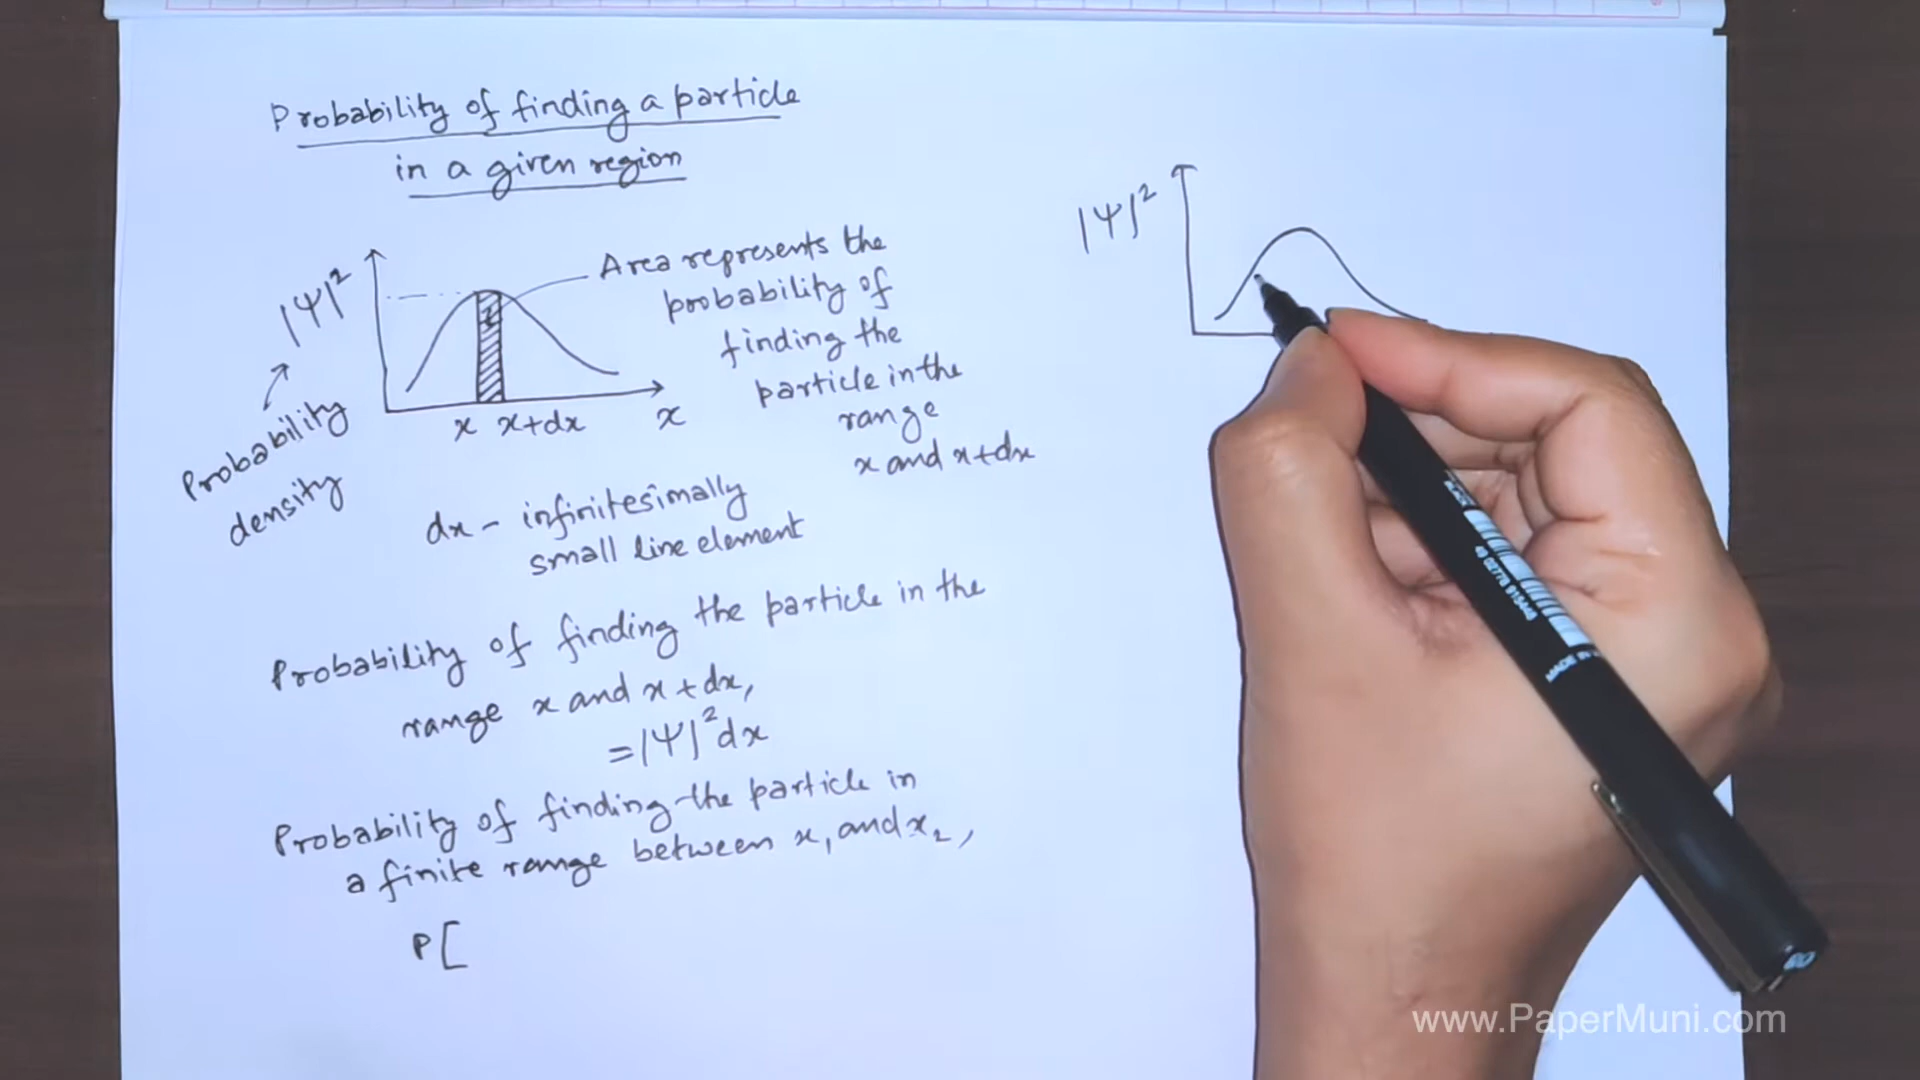 Probability of finding a particle
in a given region
|Ψ|²
Probability
density
x x+dx x
Area represents the
probability of
finding the
particle in the
range
x and x+dx
dx - infinitesimally
small line element
Probability of finding the particle in the
range x and x+dx,
=|Ψ|²dx
Probability of finding the particle in
a finite range between x₁ and x₂,
P[
|Ψ|²
MADE IN
www.PaperMuni.com